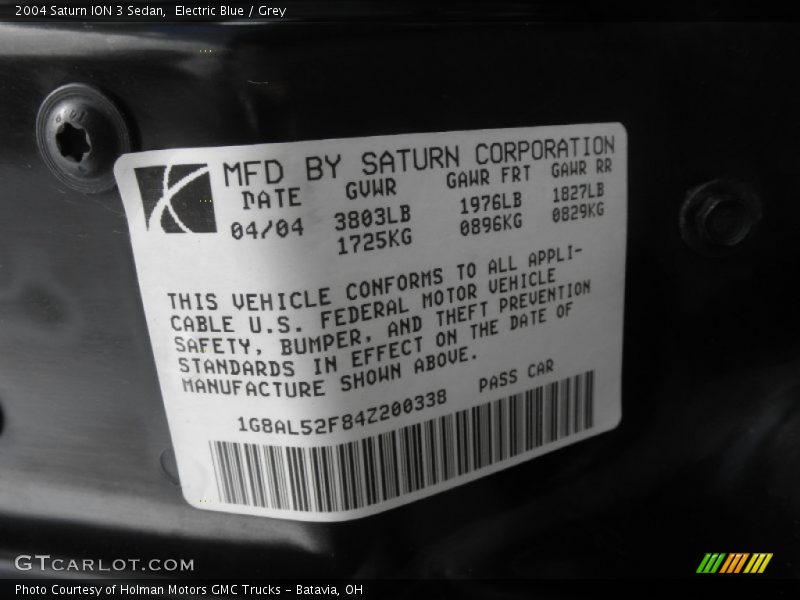 2004 Saturn ION 3 Sedan, Electric Blue / Grey
MFD BY SATURN CORPORATION
DATE GVWR GAWR FRT GAWR RR
04/04 3803LB 1976LB 1827LB
1725KG 0896KG 0829KG
THIS VEHICLE CONFORMS TO ALL APPLI-
CABLE U.S. FEDERAL MOTOR VEHICLE
SAFETY, BUMPER, AND THEFT PREVENTION
STANDARDS IN EFFECT ON THE DATE OF
MANUFACTURE SHOWN ABOVE.
1G8AL52F84Z200338 PASS CAR
GTCARLOT.COM
Photo Courtesy of Holman Motors GMC Trucks - Batavia, OH